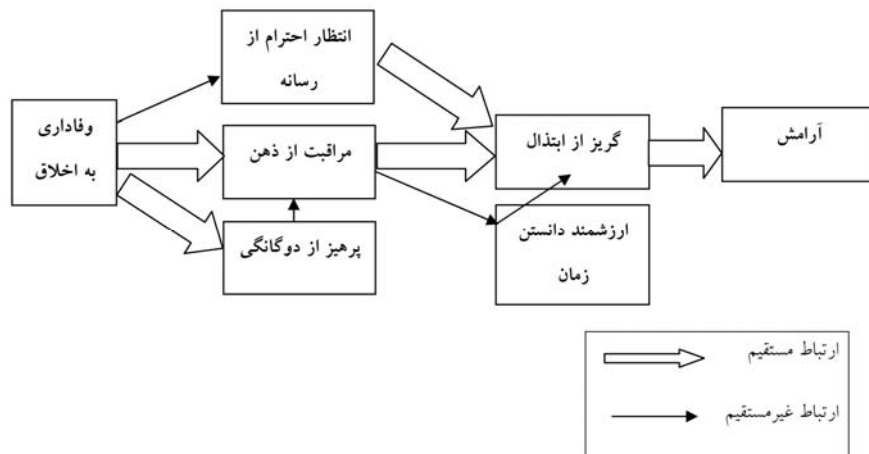 وفاداری
به اخلاق
انتظار احترام از
رسانه
مراقبت از ذهن
پرهیز از دوگانگی
گریز از ابتذال
ارزشمند دانستن
زمان
آرامش
ارتباط مستقیم
ارتباط غیرمستقیم